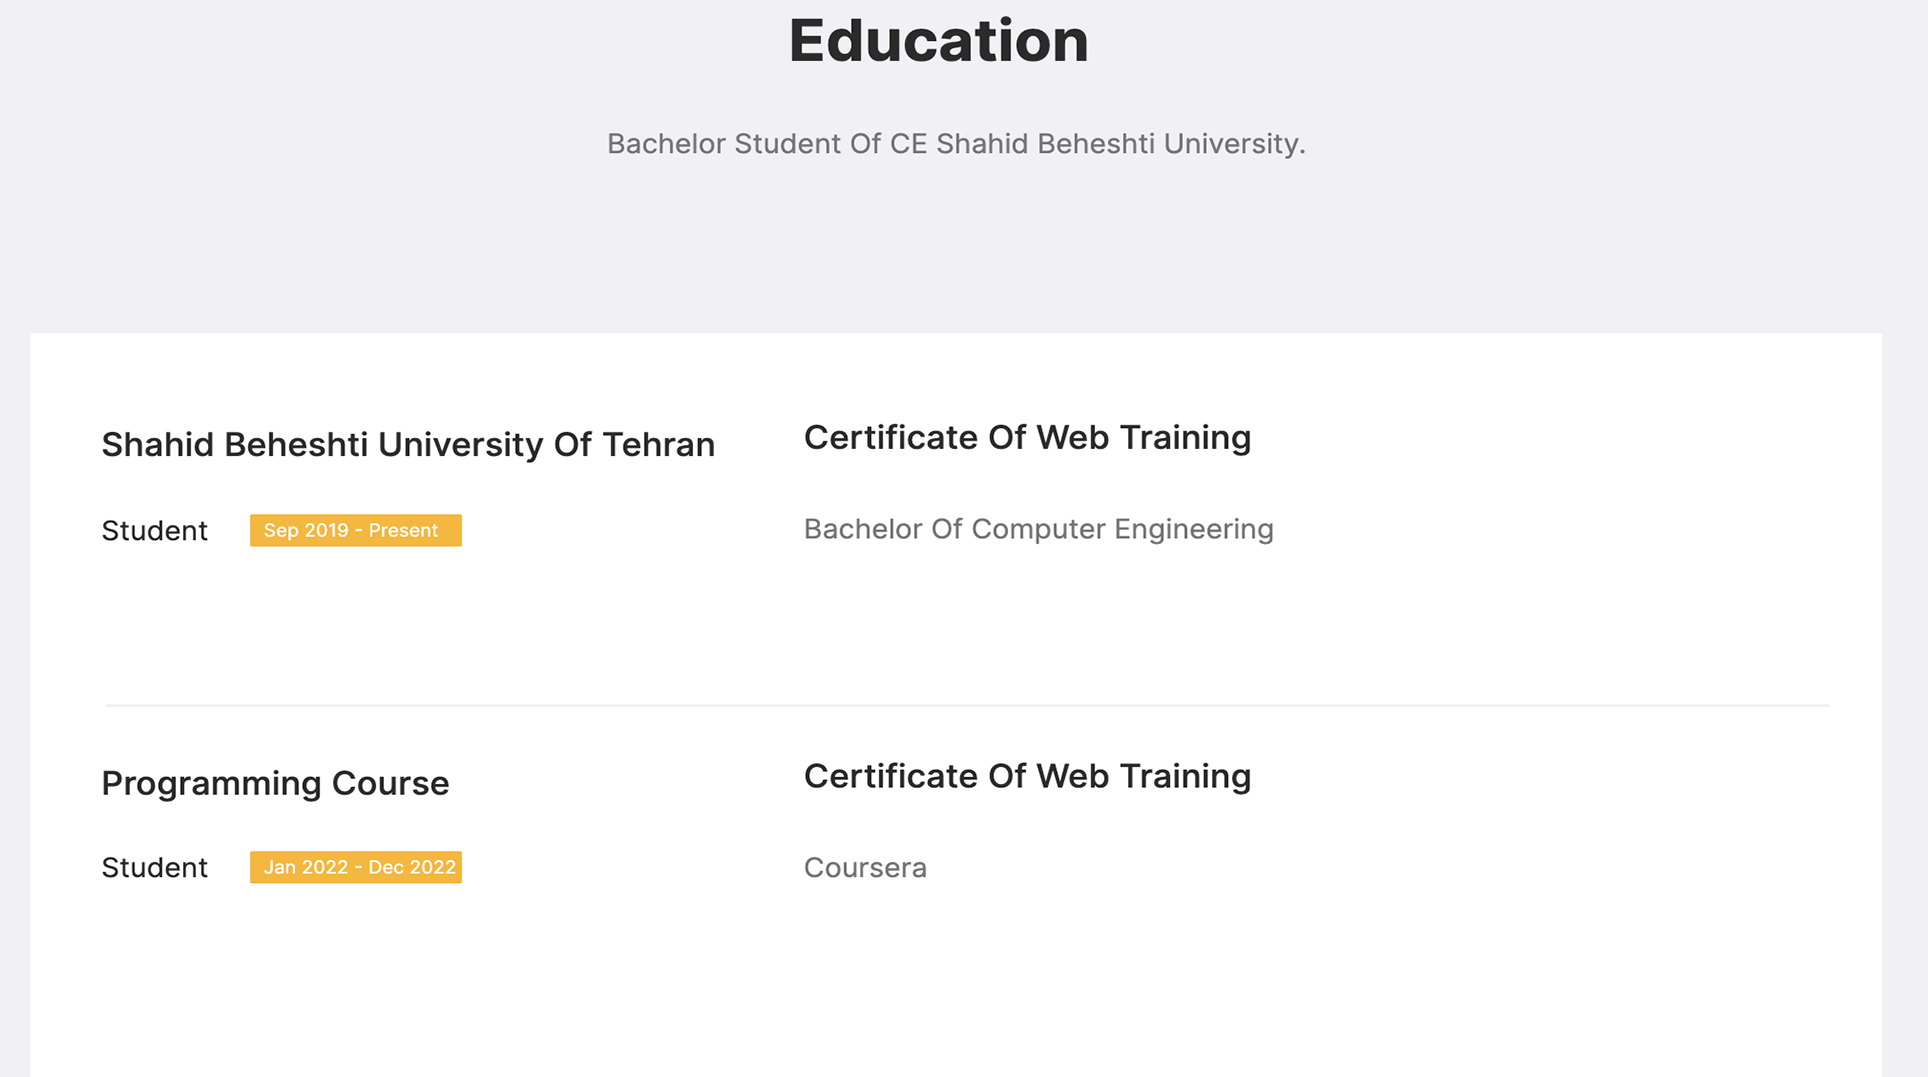 Education
Bachelor Student Of CE Shahid Beheshti University.
Shahid Beheshti University Of Tehran
Certificate Of Web Training
Student
Sep 2019 - Present
Bachelor Of Computer Engineering
Programming Course
Certificate Of Web Training
Student
Jan 2022 - Dec 2022
Coursera